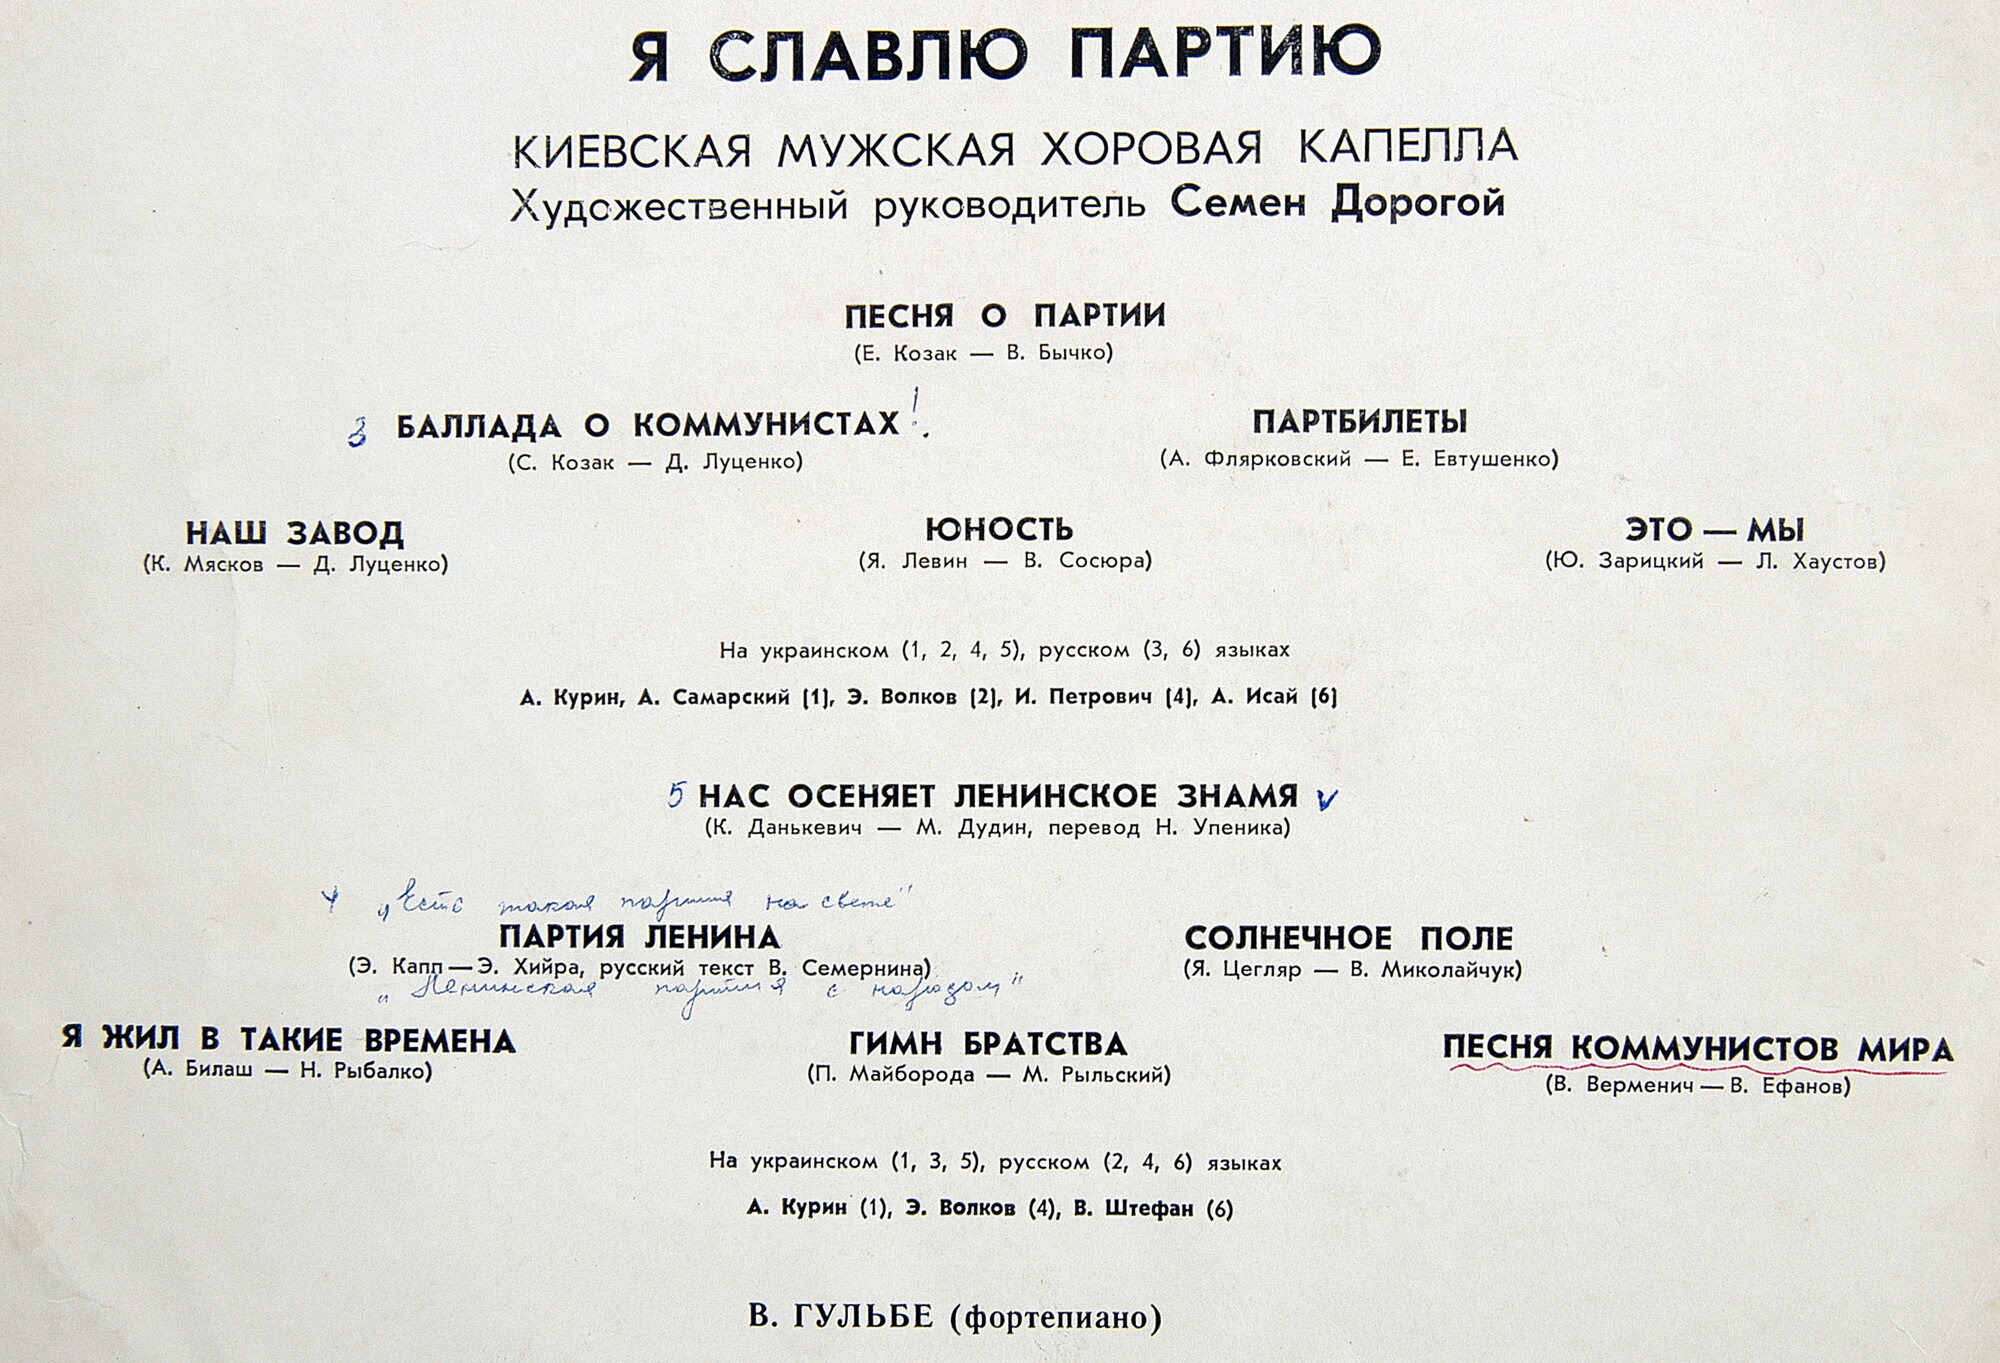 Я СЛАВЛЮ ПАРТИЮ
КИЕВСКАЯ МУЖСКАЯ ХОРОВАЯ КАПЕЛЛА
Художественный руководитель Семен Дорогой
ПЕСНЯ О ПАРТИИ
(Е. Козак — В. Бычко)
3 БАЛЛАДА О КОММУНИСТАХ!
(С. Козак — Д. Луценко)
ПАРТБИЛЕТЫ
(А. Флярковский — Е. Евтушенко)
НАШ ЗАВОД
(К. Мясков — Д. Луценко)
ЮНОСТЬ
(Я. Левин — В. Сосюра)
ЭТО — МЫ
(Ю. Зарицкий — Л. Хаустов)
На украинском (1, 2, 4, 5), русском (3, 6) языках
А. Курин, А. Самарский (1), Э. Волков (2), И. Петрович (4), А. Исай (6)
5 НАС ОСЕНЯЕТ ЛЕНИНСКОЕ ЗНАМЯ V
(К. Данькевич — М. Дудин, перевод Н. Упеника)
4 „Есть такая партия на свете"
ПАРТИЯ ЛЕНИНА
(Э. Капп — Э. Хийра, русский текст В. Семернина)
„Ленинская партия с народом"
СОЛНЕЧНОЕ ПОЛЕ
(Я. Цегляр — В. Миколайчук)
Я ЖИЛ В ТАКИЕ ВРЕМЕНА
(А. Билаш — Н. Рыбалко)
ГИМН БРАТСТВА
(П. Майборода — М. Рыльский)
ПЕСНЯ КОММУНИСТОВ МИРА
(В. Верменич — В. Ефанов)
На украинском (1, 3, 5), русском (2, 4, 6) языках
А. Курин (1), Э. Волков (4), В. Штефан (6)
В. ГУЛЬБЕ (фортепиано)